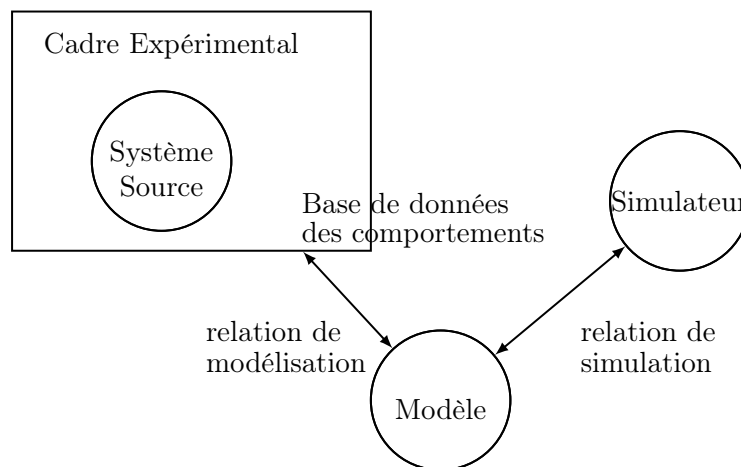 Cadre Expérimental
Système
Source
Base de données
des comportements
Simulateur
relation de
modélisation
relation de
simulation
Modèle